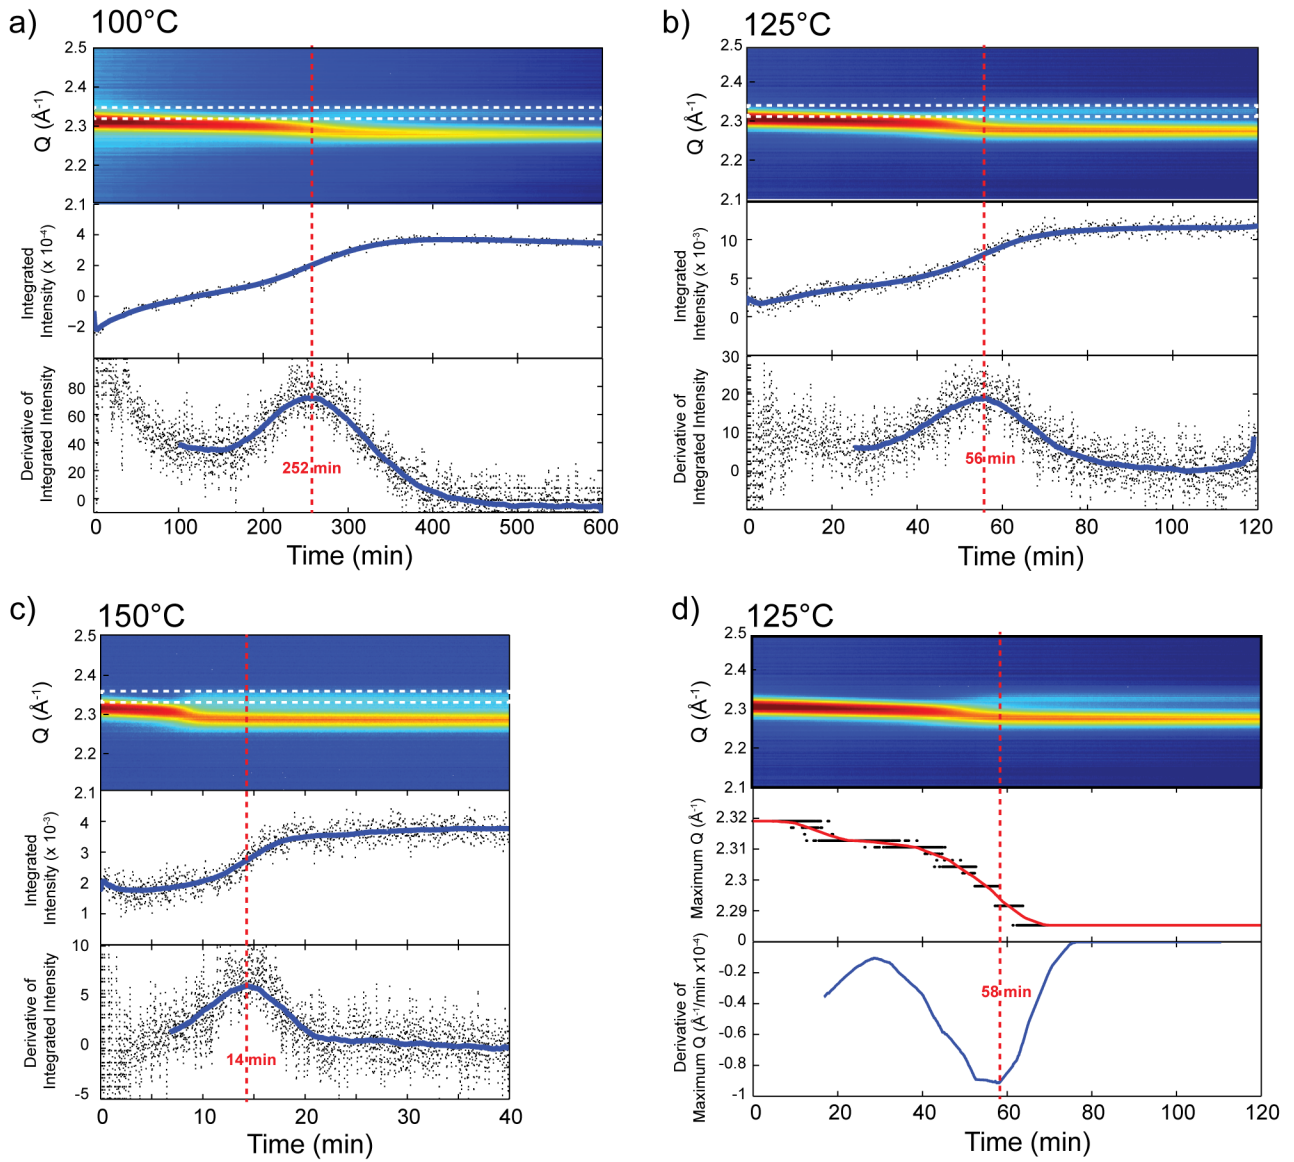 a) 100°C
2.5
2.4
2.3
2.2
2.1
Q (Å-1)
4
2
0
−2
Integrated
Intensity (x 10-4)
80
60
40
20
0
Derivative of
Integrated Intensity
252 min
0 100 200 300 400 500 600
Time (min)
b) 125°C
2.5
2.4
2.3
2.2
2.1
Q (Å-1)
10
5
0
Integrated
Intensity (x 10-3)
30
20
10
0
Derivative of
Integrated Intensity
56 min
0 20 40 60 80 100 120
Time (min)
c) 150°C
2.5
2.4
2.3
2.2
2.1
Q (Å-1)
4
3
2
1
Integrated
Intensity (x 10-3)
10
5
0
-5
Derivative of
Integrated Intensity
14 min
0 10 20 30 40
Time (min)
d) 125°C
2.5
2.4
2.3
2.2
2.1
Q (Å-1)
2.32
2.31
2.3
2.29
Maximum Q (Å-1)
0
-0.2
-0.4
-0.6
-0.8
-1
Derivative of
Maximum Q (Å-1/min x10-4)
58 min
0 20 40 60 80 100 120
Time (min)